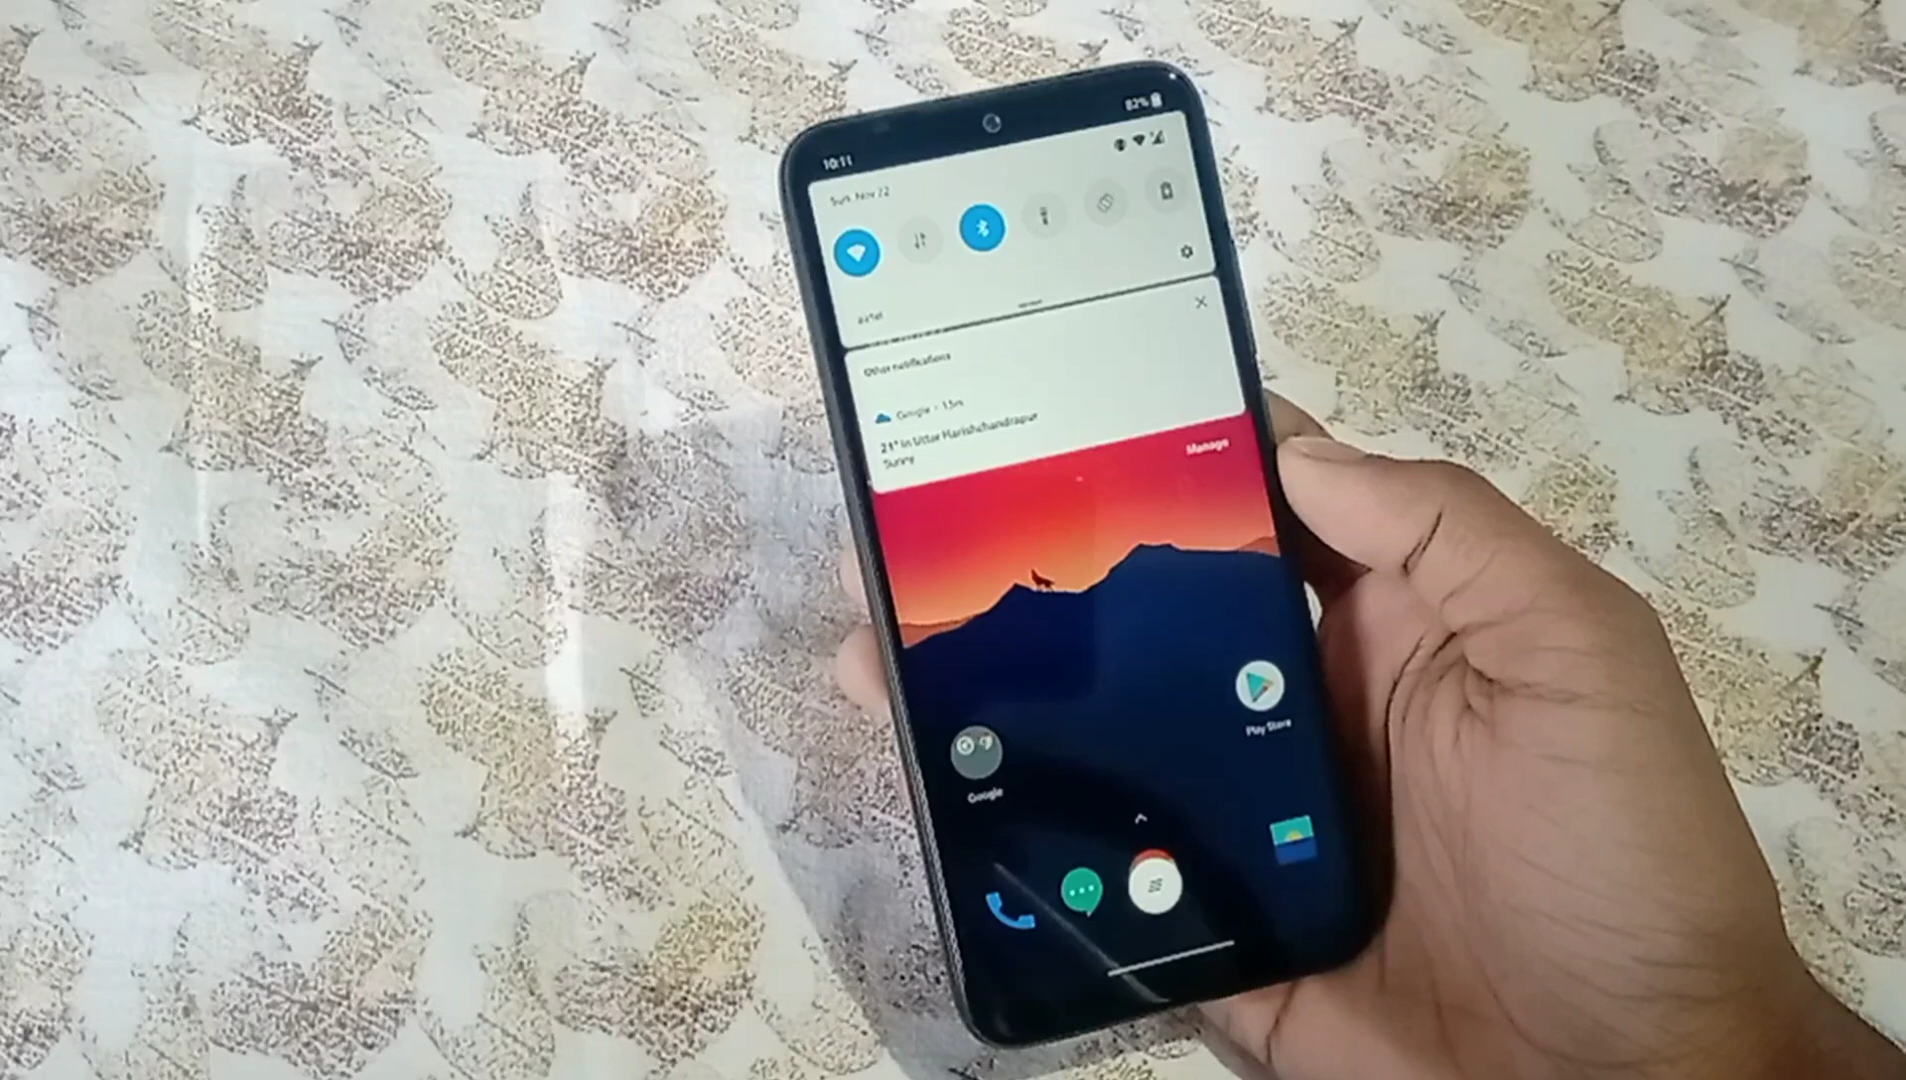 10:11
82%
Sun, Nov 22
airtel
Other notifications
Google · 15m
21° in Uttar Harishchandrapur
Sunny
Manage
Play Store
Google